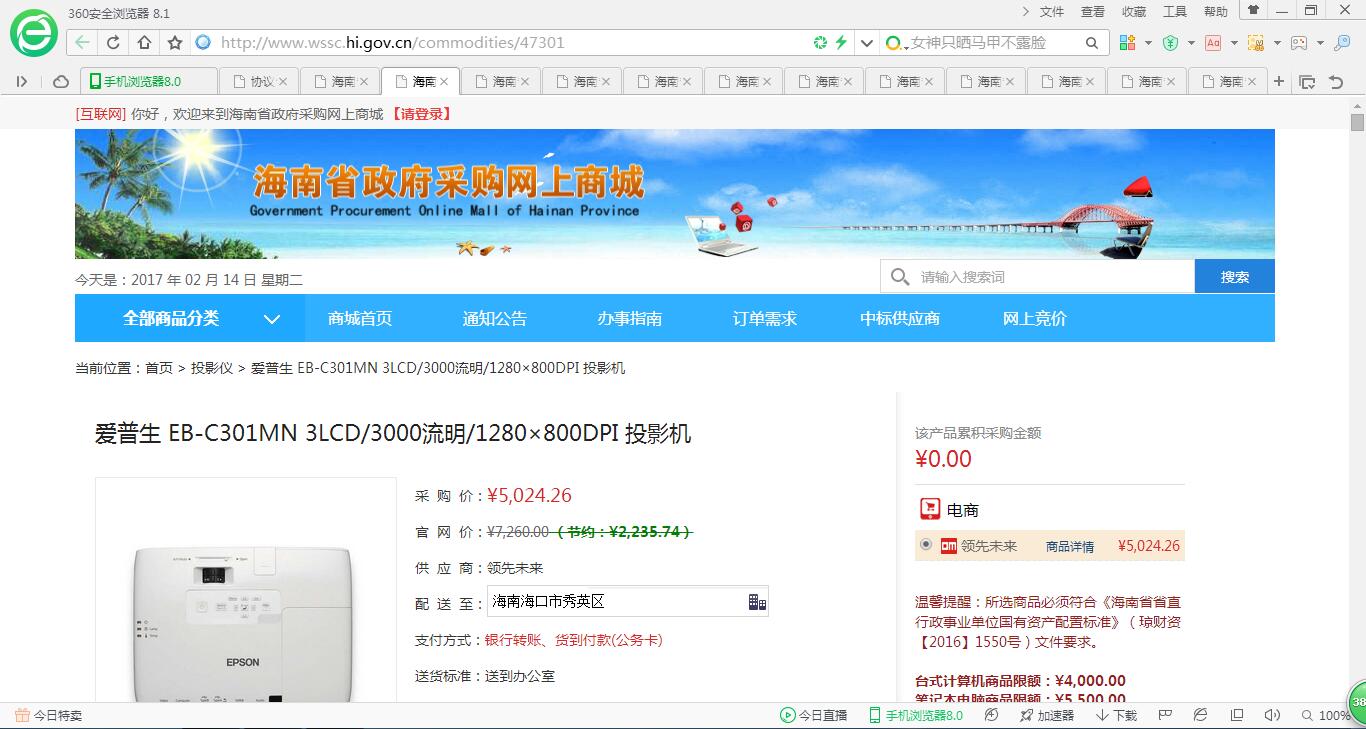 360安全浏览器 8.1
文件 查看 收藏 工具 帮助
http://www.wssc.hi.gov.cn/commodities/47301
女神只晒马甲不露脸
手机浏览器8.0 协议 海南 海南 海南 海南 海南 海南 海南 海南 海南 海南 海南 海南
[互联网] 你好，欢迎来到海南省政府采购网上商城 【请登录】
海南省政府采购网上商城
Government Procurement Online Mall of Hainan Province
今天是：2017 年 02 月 14 日 星期二
请输入搜索词 搜索
全部商品分类 商城首页 通知公告 办事指南 订单需求 中标供应商 网上竞价
当前位置：首页 > 投影仪 > 爱普生 EB-C301MN 3LCD/3000流明/1280×800DPI 投影机
爱普生 EB-C301MN 3LCD/3000流明/1280×800DPI 投影机
EPSON
采 购 价：¥5,024.26
官 网 价：¥7,260.00（ 节约：¥2,235.74 ）
供 应 商：领先未来
配 送 至：海南海口市秀英区
支付方式：银行转账、货到付款(公务卡)
送货标准：送到办公室
该产品累积采购金额
¥0.00
电商
领先未来 商品详情 ¥5,024.26
温馨提醒：所选商品必须符合《海南省省直
行政事业单位国有资产配置标准》（ 琼财资
【2016】1550号）文件要求。
台式计算机商品限额：¥4,000.00
笔记本电脑商品限额：¥5,500.00
38
今日特卖 今日直播 手机浏览器8.0 加速器 下载 100%